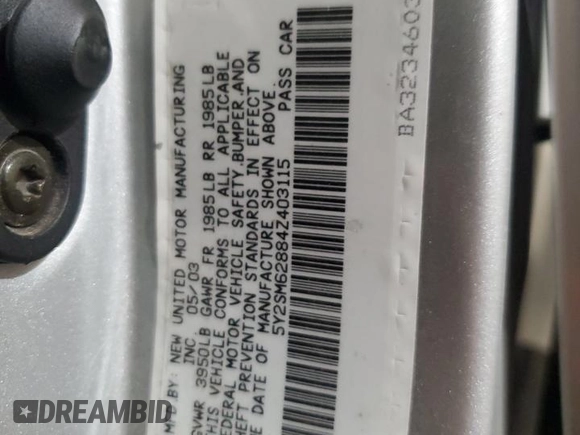 MFD BY: NEW UNITED MOTOR MANUFACTURING
INC 05/03
GVWR 3950LB GAWR FR 1985LB RR 1985LB
THIS VEHICLE CONFORMS TO ALL APPLICABLE
FEDERAL MOTOR VEHICLE SAFETY, BUMPER, AND
THEFT PREVENTION STANDARDS IN EFFECT ON
THE DATE OF MANUFACTURE SHOWN ABOVE.
5Y2SM62884Z403115 PASS CAR
BA3234603
DREAMBID